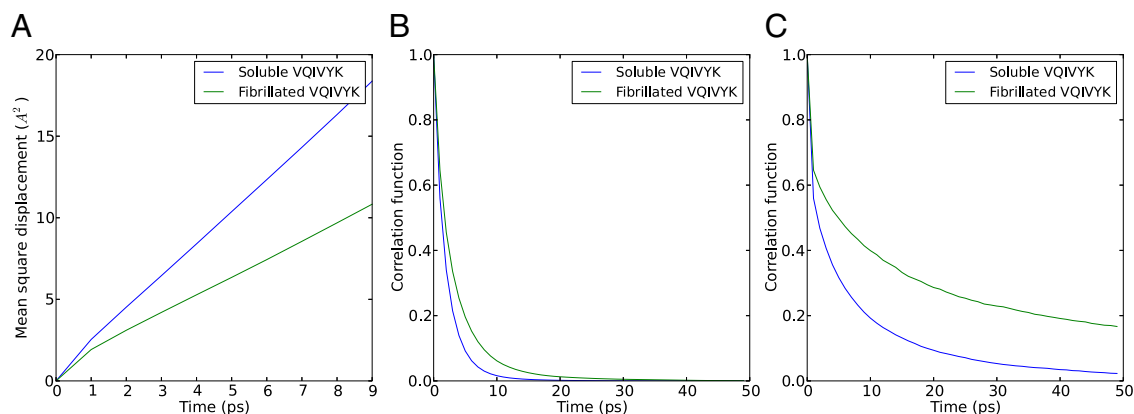 A
Mean square displacement (A²)
20
15
10
5
0
0 1 2 3 4 5 6 7 8 9
Time (ps)
Soluble VQIVYK
Fibrillated VQIVYK
B
Correlation function
1.0
0.8
0.6
0.4
0.2
0.0
0 10 20 30 40 50
Time (ps)
Soluble VQIVYK
Fibrillated VQIVYK
C
Correlation function
1.0
0.8
0.6
0.4
0.2
0.0
0 10 20 30 40 50
Time (ps)
Soluble VQIVYK
Fibrillated VQIVYK